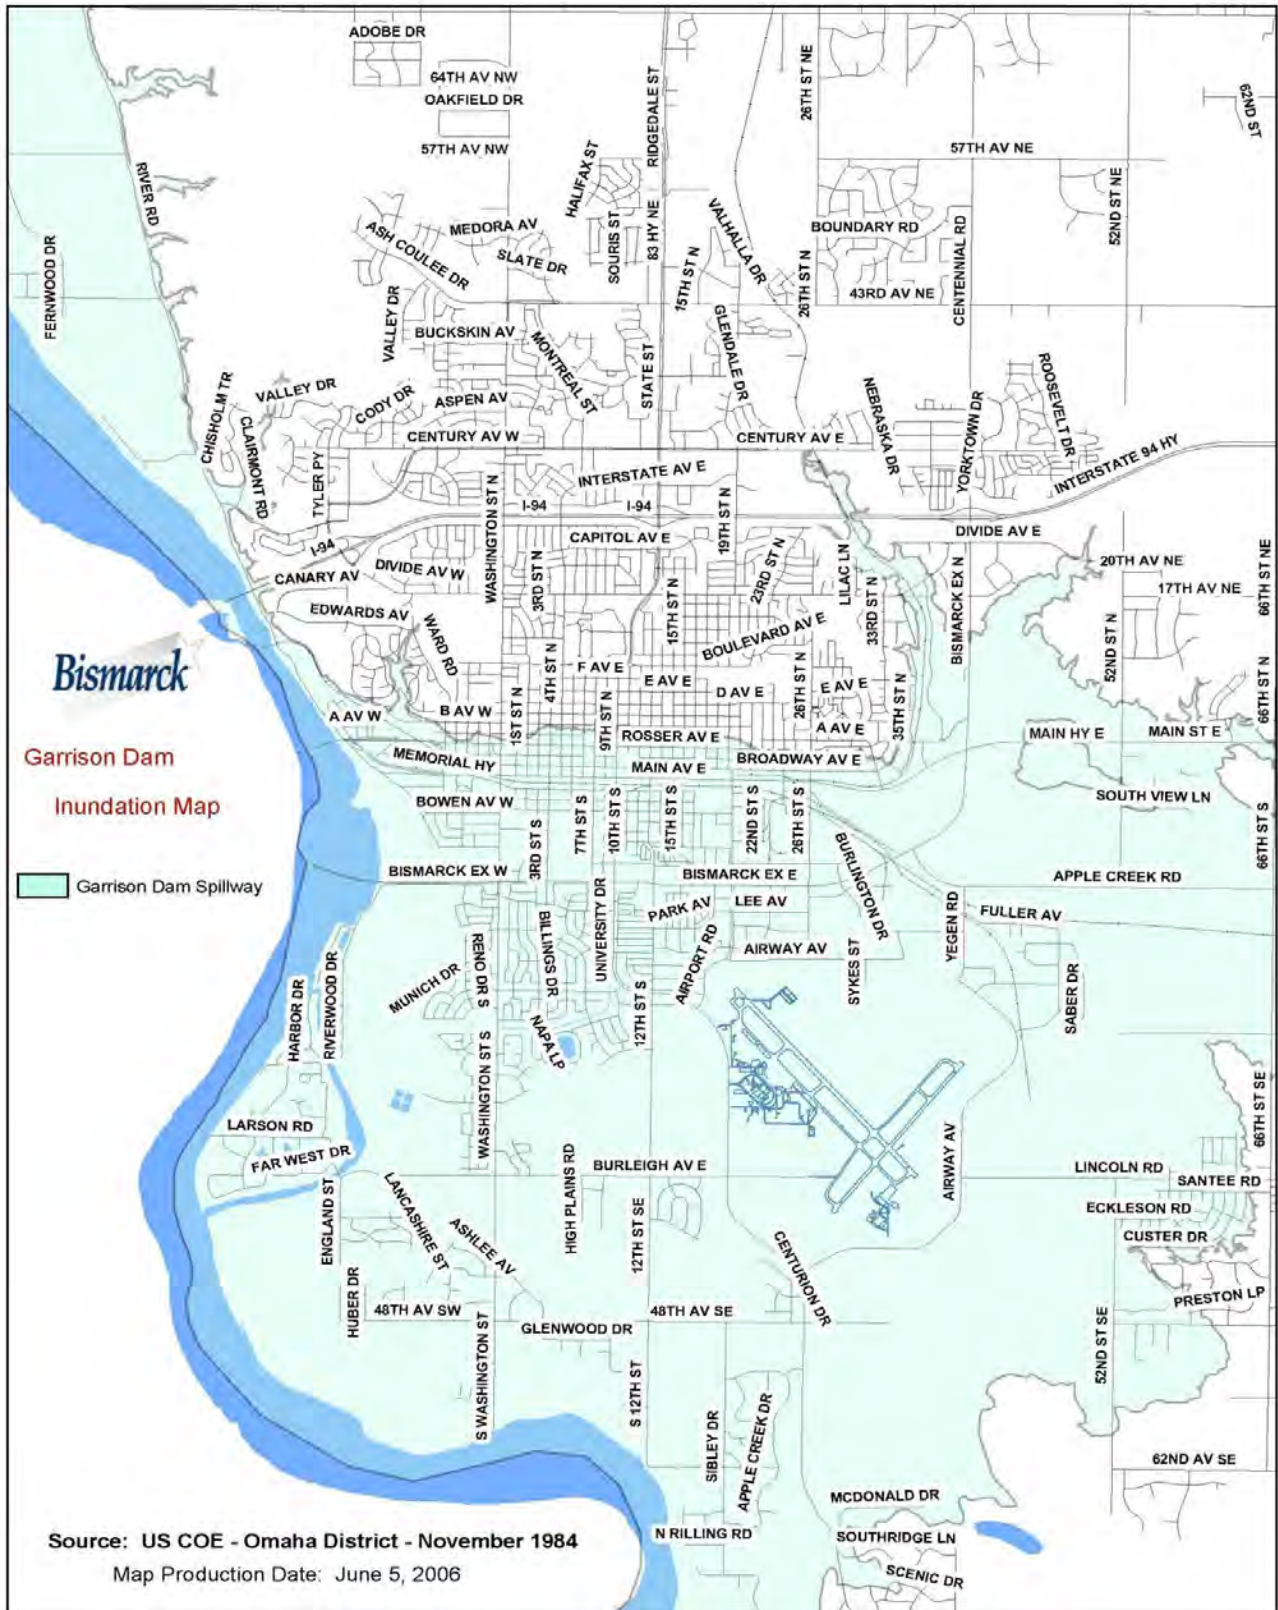 ADOBE DR
64TH AV NW
OAKFIELD DR
57TH AV NW
RIDGEDALE ST
26TH ST NE
62ND ST
57TH AV NE
RIVER RD
HALIFAX ST
52ND ST NE
FERNWOOD DR
MEDORA AV
ASH COULEE DR
SLATE DR
SOURIS ST
83 HY NE
VALHALLA DR
BOUNDARY RD
CENTENNIAL RD
15TH ST N
26TH ST N
43RD AV NE
VALLEY DR
BUCKSKIN AV
MONTREAL ST
STATE ST
GLENDALE DR
CHISHOLM TR
VALLEY DR
CODY DR
ASPEN AV
NEBRASKA DR
YORKTOWN DR
ROOSEVELT DR
CLAIRMONT RD
CENTURY AV W
CENTURY AV E
TYLER PY
INTERSTATE AV E
INTERSTATE 94 HY
WASHINGTON ST N
I-94
I-94
19TH ST N
DIVIDE AV E
I-94
CAPITOL AV E
CANARY AV
DIVIDE AV W
3RD ST N
23RD ST N
LILAC LN
20TH AV NE
17TH AV NE
66TH ST NE
EDWARDS AV
WARD RD
15TH ST N
33RD ST N
BISMARCK EX N
BOULEVARD AV E
52ND ST N
4TH ST N
F AV E
E AV E
D AV E
26TH ST N
E AV E
Bismarck
35TH ST N
66TH ST N
A AV W
B AV W
1ST ST N
9TH ST N
ROSSER AV E
A AV E
MAIN HY E
MAIN ST E
Garrison Dam
MEMORIAL HY
MAIN AV E
BROADWAY AV E
Inundation Map
BOWEN AV W
SOUTH VIEW LN
3RD ST S
7TH ST S
10TH ST S
15TH ST S
22ND ST S
26TH ST S
66TH ST S
Garrison Dam Spillway
BISMARCK EX W
BISMARCK EX E
BURLINGTON DR
APPLE CREEK RD
PARK AV
LEE AV
FULLER AV
RENO DR S
BILLINGS DR
UNIVERSITY DR
AIRWAY AV
YEGEN RD
MUNICH DR
AIRPORT RD
SYKES ST
SABER DR
HARBOR DR
RIVERWOOD DR
NAPA LP
12TH ST S
WASHINGTON ST S
66TH ST SE
LARSON RD
FAR WEST DR
BURLEIGH AV E
AIRWAY AV
LINCOLN RD
SANTEE RD
ENGLAND ST
LANCASHIRE ST
ASHLEE AV
HIGH PLAINS RD
12TH ST SE
ECKLESON RD
CUSTER DR
CENTURION DR
HUBER DR
48TH AV SW
48TH AV SE
PRESTON LP
GLENWOOD DR
S WASHINGTON ST
52ND ST SE
S 12TH ST
SIBLEY DR
APPLE CREEK DR
62ND AV SE
MCDONALD DR
N RILLING RD
SOUTHRIDGE LN
SCENIC DR
Source: US COE - Omaha District - November 1984
Map Production Date: June 5, 2006